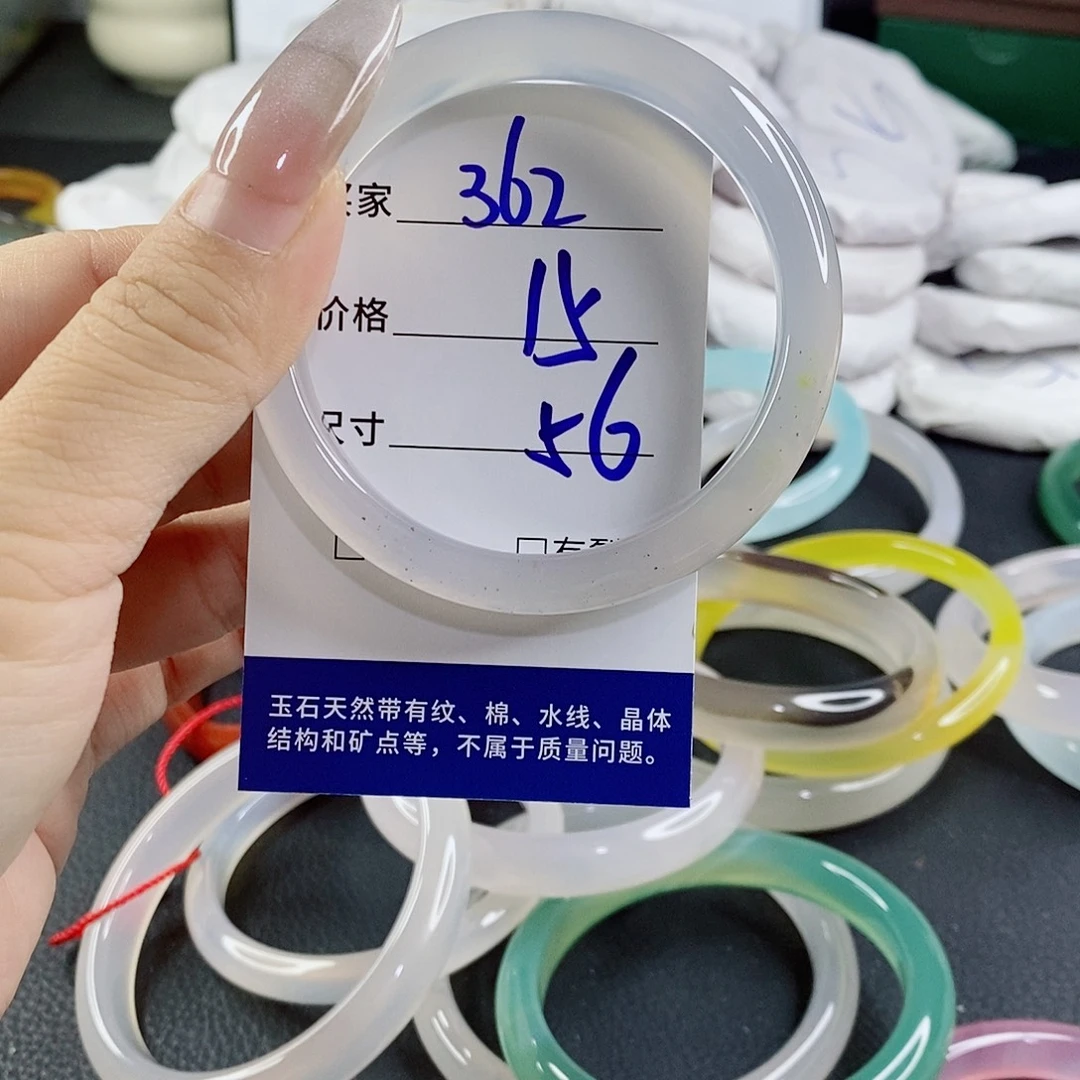 买家 362
价格 15
尺寸 56
玉石天然带有纹、棉、水线、晶体
结构和矿点等，不属于质量问题。